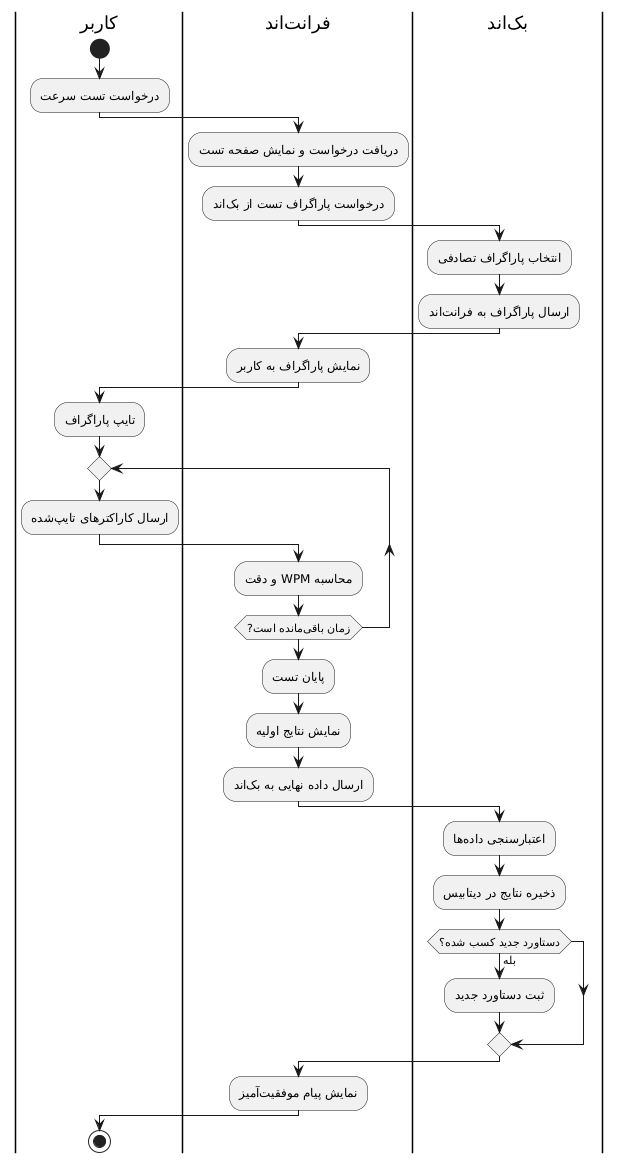 کاربر
فرانت‌اند
بک‌اند
درخواست تست سرعت
دریافت درخواست و نمایش صفحه تست
درخواست پاراگراف تست از بک‌اند
انتخاب پاراگراف تصادفی
ارسال پاراگراف به فرانت‌اند
نمایش پاراگراف به کاربر
تایپ پاراگراف
ارسال کاراکترهای تایپ‌شده
محاسبه WPM و دقت
زمان باقی‌مانده است?
پایان تست
نمایش نتایج اولیه
ارسال داده نهایی به بک‌اند
اعتبارسنجی داده‌ها
ذخیره نتایج در دیتابیس
دستاورد جدید کسب شده؟
بله
ثبت دستاورد جدید
نمایش پیام موفقیت‌آمیز